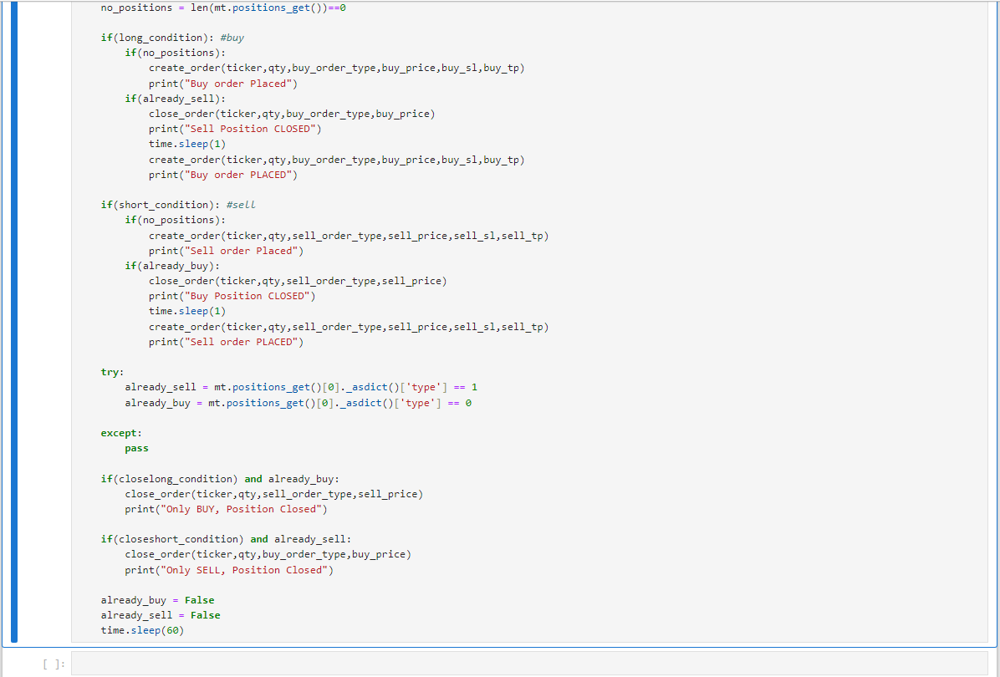 no_positions = len(mt.positions_get())==0
if(long_condition): #buy
if(no_positions):
create_order(ticker,qty,buy_order_type,buy_price,buy_sl,buy_tp)
print("Buy order Placed")
if(already_sell):
close_order(ticker,qty,buy_order_type,buy_price)
print("Sell Position CLOSED")
time.sleep(1)
create_order(ticker,qty,buy_order_type,buy_price,buy_sl,buy_tp)
print("Buy order PLACED")
if(short_condition): #sell
if(no_positions):
create_order(ticker,qty,sell_order_type,sell_price,sell_sl,sell_tp)
print("Sell order Placed")
if(already_buy):
close_order(ticker,qty,sell_order_type,sell_price)
print("Buy Position CLOSED")
time.sleep(1)
create_order(ticker,qty,sell_order_type,sell_price,sell_sl,sell_tp)
print("Sell order PLACED")
try:
already_sell = mt.positions_get()[0]._asdict()['type'] == 1
already_buy = mt.positions_get()[0]._asdict()['type'] == 0
except:
pass
if(closelong_condition) and already_buy:
close_order(ticker,qty,sell_order_type,sell_price)
print("Only BUY, Position Closed")
if(closeshort_condition) and already_sell:
close_order(ticker,qty,buy_order_type,buy_price)
print("Only SELL, Position Closed")
already_buy = False
already_sell = False
time.sleep(60)
[ ]: